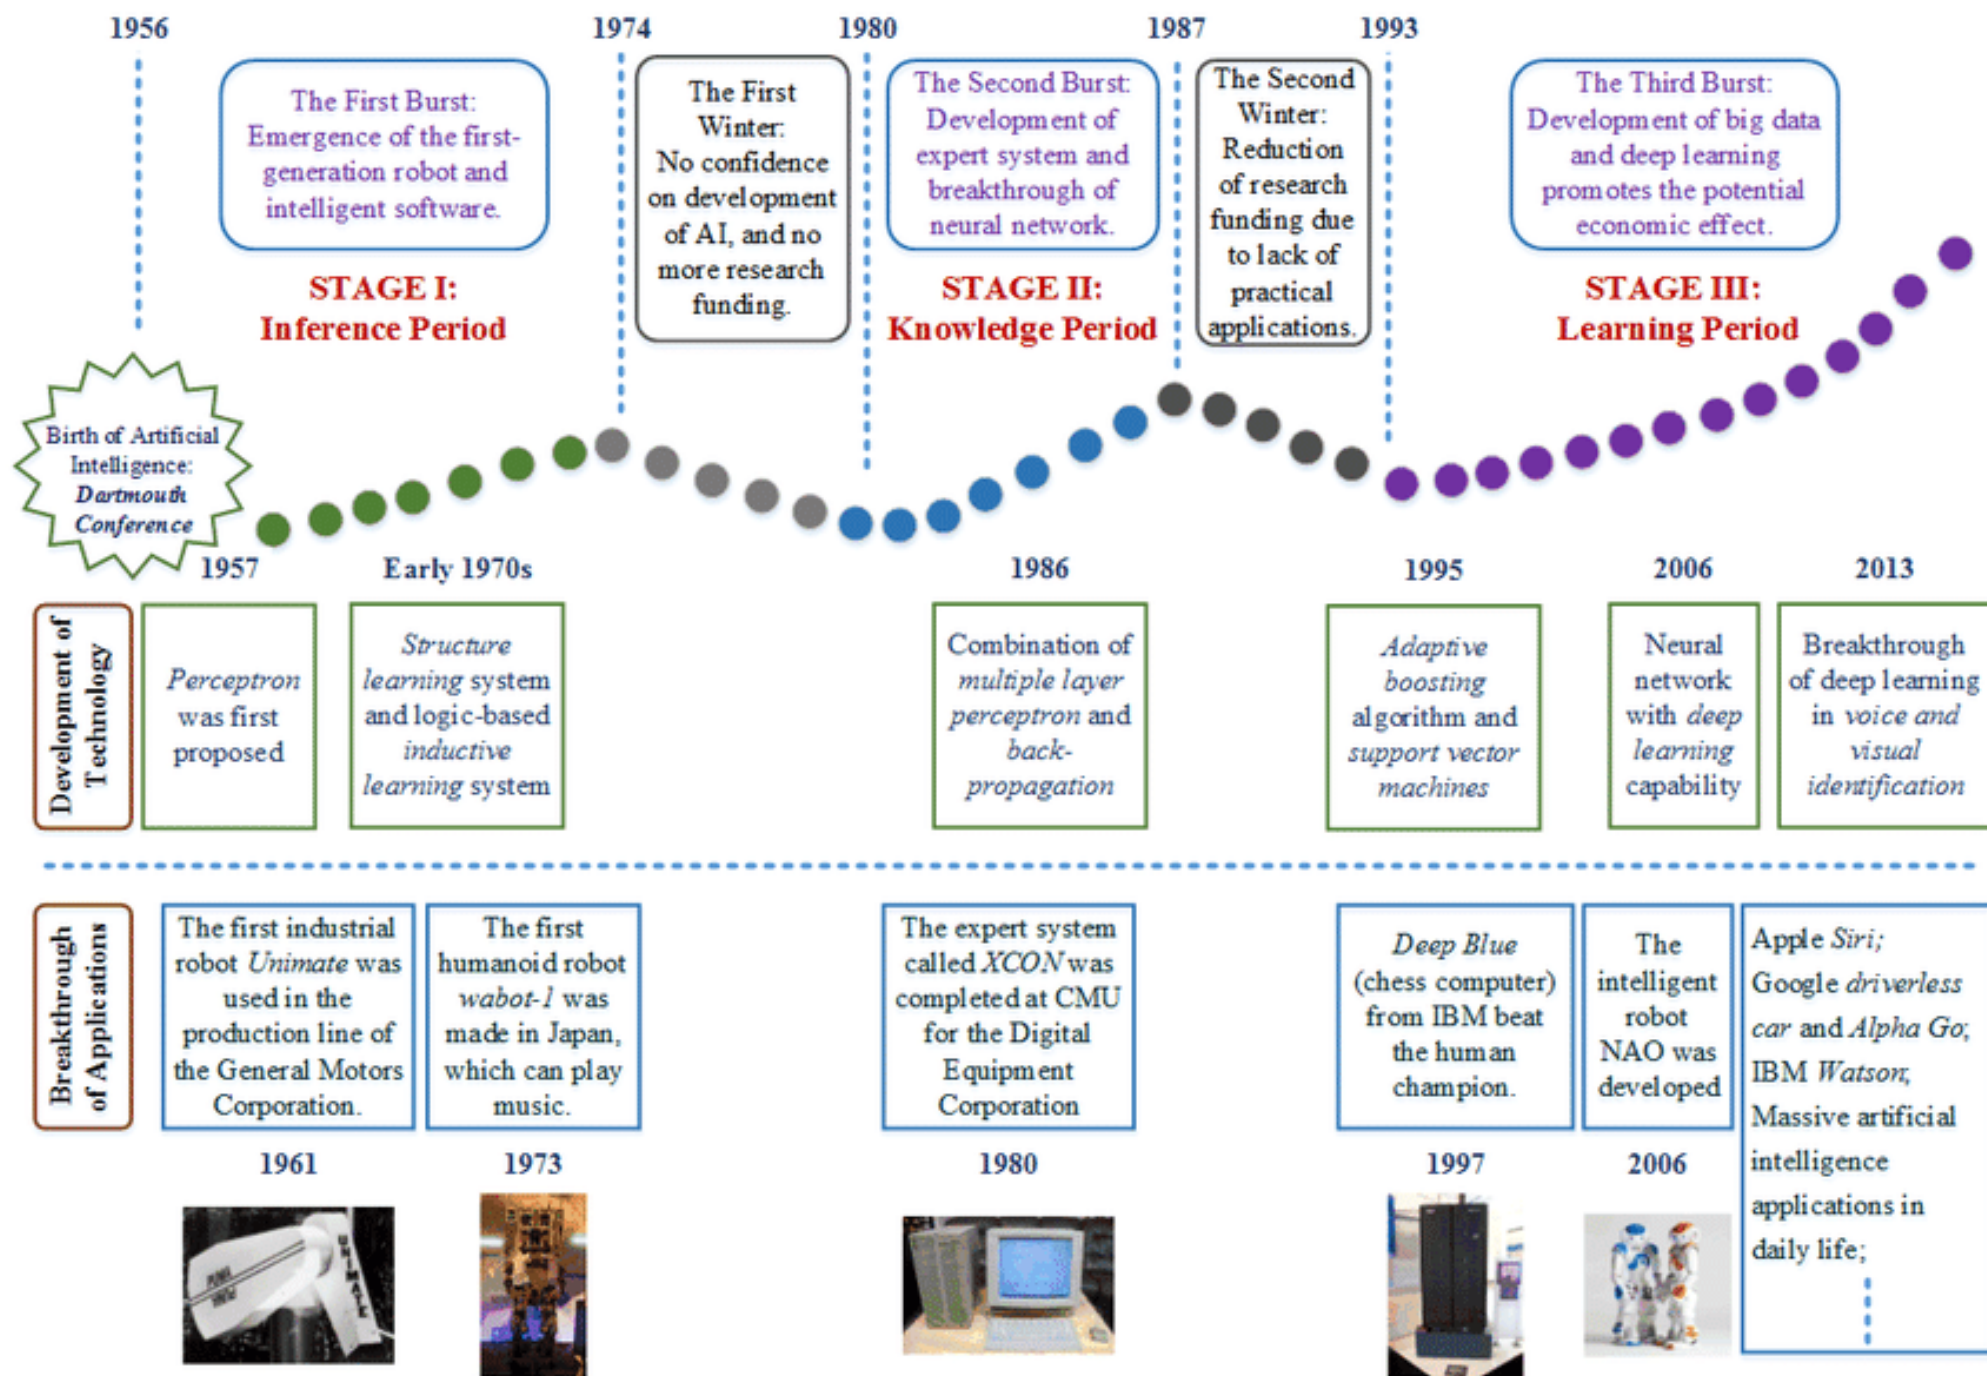 1956
1974
1980
1987
1993
The First Burst:
Emergence of the first-
generation robot and
intelligent software.
The First
Winter:
No confidence
on development
of AI, and no
more research
funding.
The Second Burst:
Development of
expert system and
breakthrough of
neural network.
The Second
Winter:
Reduction
of research
funding due
to lack of
practical
applications.
The Third Burst:
Development of big data
and deep learning
promotes the potential
economic effect.
STAGE I:
Inference Period
STAGE II:
Knowledge Period
STAGE III:
Learning Period
Birth of Artificial
Intelligence:
Dartmouth
Conference
1957
Early 1970s
1986
1995
2006
2013
Development of
Technology
Perceptron
was first
proposed
Structure
learning system
and logic-based
inductive
learning system
Combination of
multiple layer
perceptron and
back-
propagation
Adaptive
boosting
algorithm and
support vector
machines
Neural
network
with deep
learning
capability
Breakthrough
of deep learning
in voice and
visual
identification
Breakthrough
of Applications
The first industrial
robot Unimate was
used in the
production line of
the General Motors
Corporation.
The first
humanoid robot
wabot-1 was
made in Japan,
which can play
music.
The expert system
called XCON was
completed at CMU
for the Digital
Equipment
Corporation
Deep Blue
(chess computer)
from IBM beat
the human
champion.
The
intelligent
robot
NAO was
developed
Apple Siri;
Google driverless
car and Alpha Go;
IBM Watson;
Massive artificial
intelligence
applications in
daily life;
1961
1973
1980
1997
2006
PUMA
UNIMATE